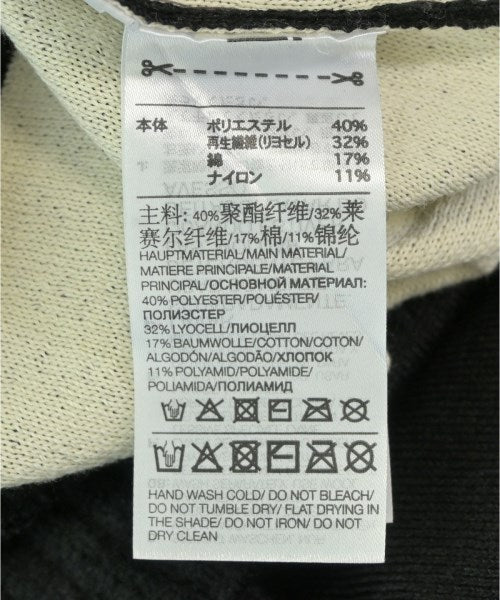 本体 ポリエステル 40%
再生繊維(リヨセル) 32%
綿 17%
ナイロン 11%
主料: 40%聚酯纤维/32%莱
赛尔纤维/17%棉/11%锦纶
HAUPTMATERIAL/MAIN MATERIAL/
MATIERE PRINCIPALE/MATERIAL
PRINCIPAL/ОСНОВНОЙ МАТЕРИАЛ:
40% POLYESTER/POLIÉSTER/
ПОЛИЭСТЕР
32% LYOCELL/ЛИОЦЕЛЛ
17% BAUMWOLLE/COTTON/COTON/
ALGODÓN/ALGODÃO/ХЛОПОК
11% POLYAMID/POLYAMIDE/
POLIAMIDA/ПОЛИАМИД
HAND WASH COLD/ DO NOT BLEACH/
DO NOT TUMBLE DRY/ FLAT DRYING IN
THE SHADE/ DO NOT IRON/ DO NOT
DRY CLEAN